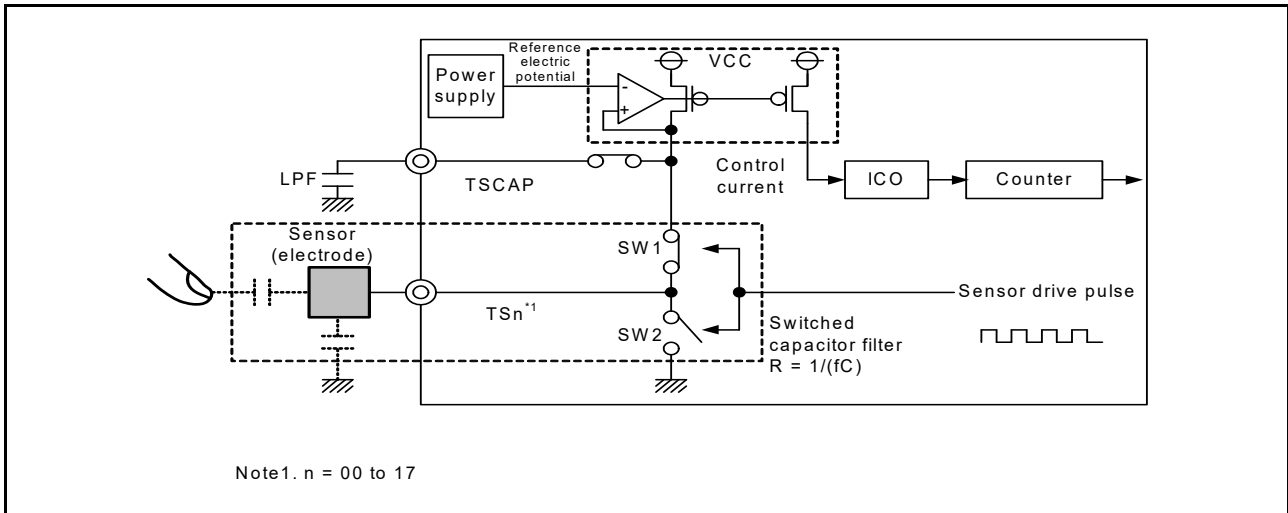 Reference
electric
potential
VCC
Power
supply
-
+
LPF
TSCAP
Control
current
ICO
Counter
Sensor
(electrode)
SW1
TSn*1
SW2
Sensor drive pulse
Switched
capacitor filter
R = 1/(fC)
Note1. n = 00 to 17